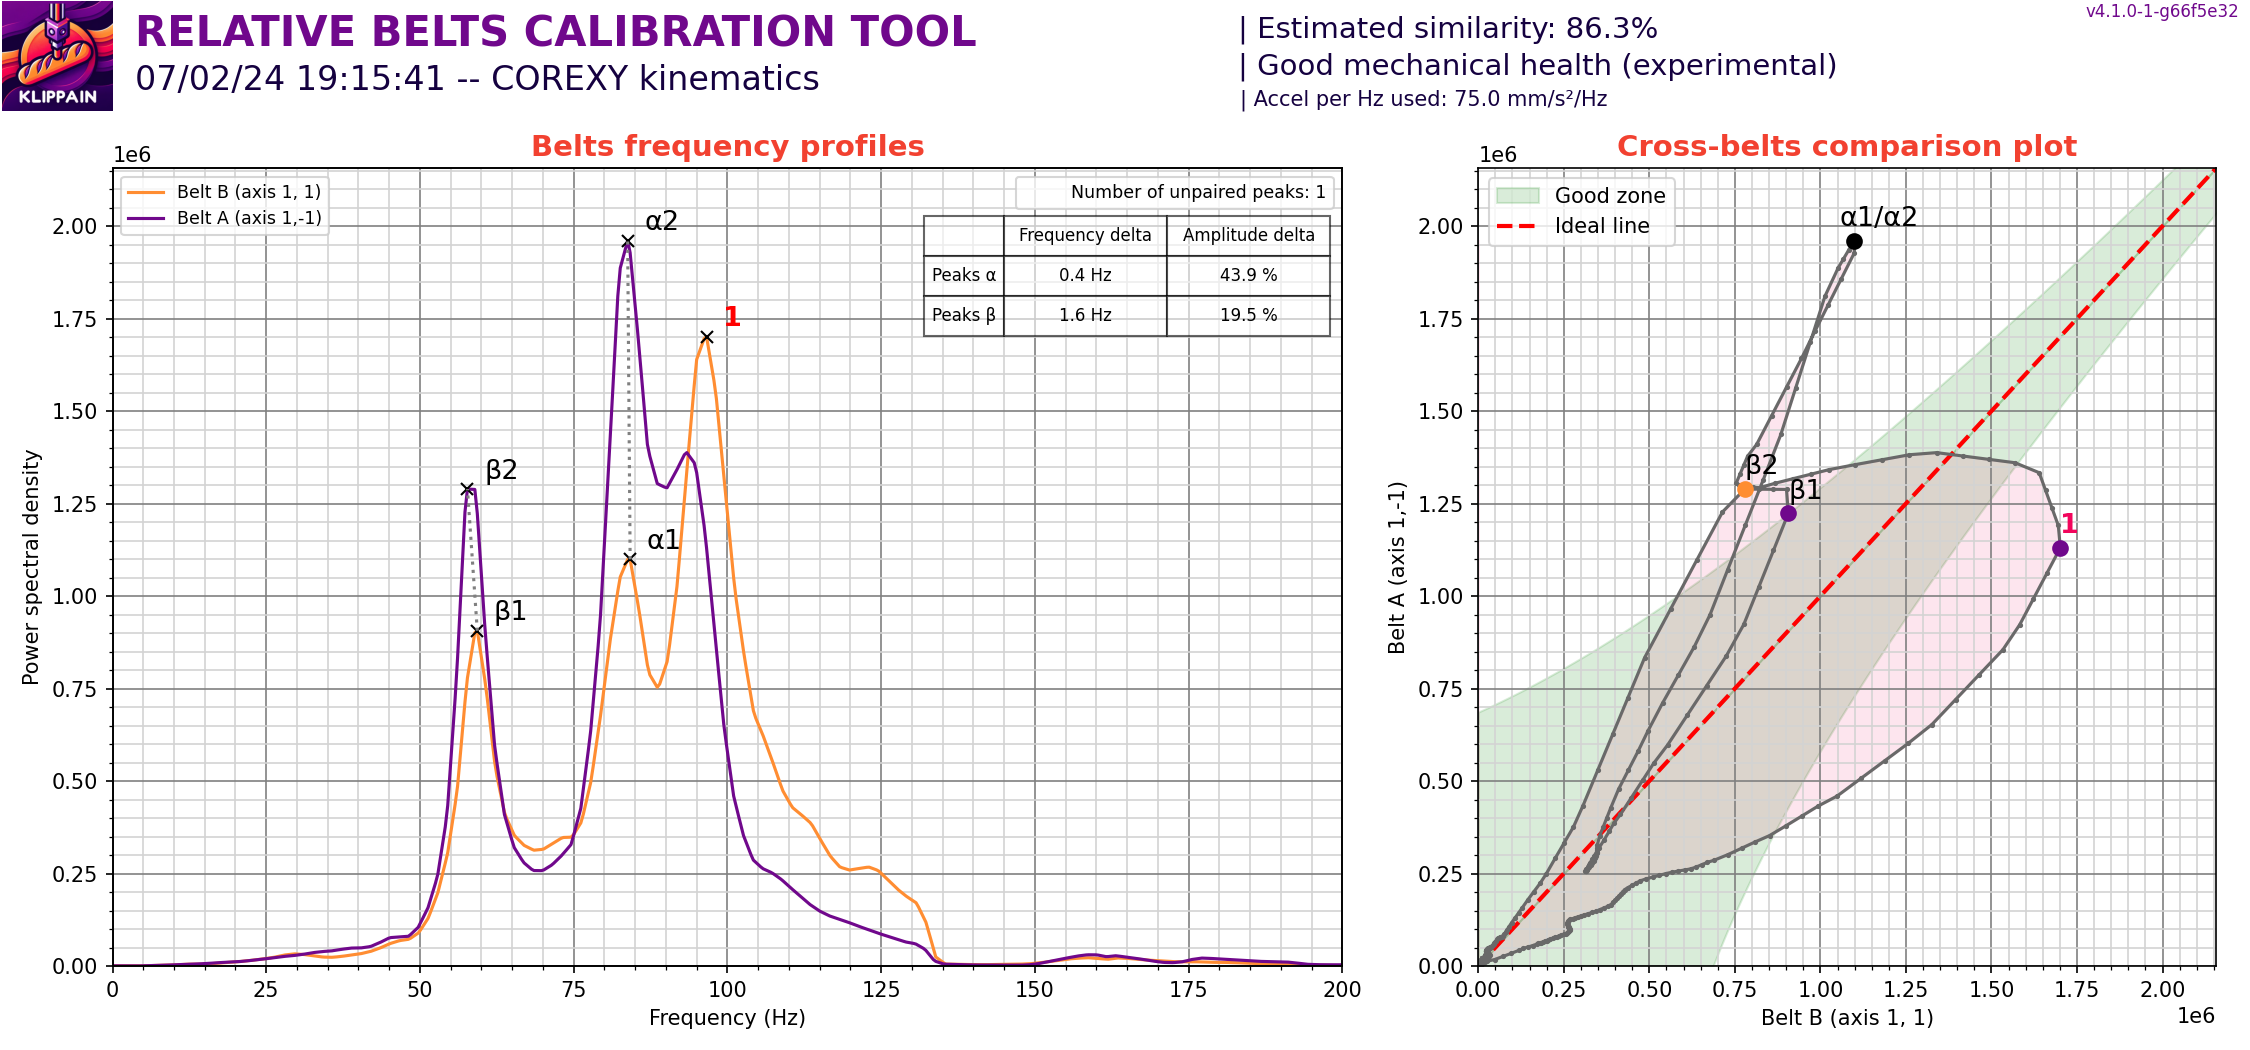 v4.1.0-1-g66f5e32
KLIPPAIN
RELATIVE BELTS CALIBRATION TOOL
07/02/24 19:15:41 -- COREXY kinematics
| Estimated similarity: 86.3%
| Good mechanical health (experimental)
| Accel per Hz used: 75.0 mm/s²/Hz
Belts frequency profiles
1e6
Belt B (axis 1, 1)
Belt A (axis 1,-1)
Number of unpaired peaks: 1
Frequency delta Amplitude delta
Peaks α 0.4 Hz 43.9 %
Peaks β 1.6 Hz 19.5 %
α2
1
β2
α1
β1
2.00
1.75
1.50
1.25
1.00
0.75
0.50
0.25
0.00
Power spectral density
0 25 50 75 100 125 150 175 200
Frequency (Hz)
Cross-belts comparison plot
1e6
Good zone
Ideal line
α1/α2
β2
β1
1
2.00
1.75
1.50
1.25
1.00
0.75
0.50
0.25
0.00
Belt A (axis 1,-1)
0.00 0.25 0.50 0.75 1.00 1.25 1.50 1.75 2.00
Belt B (axis 1, 1)
1e6